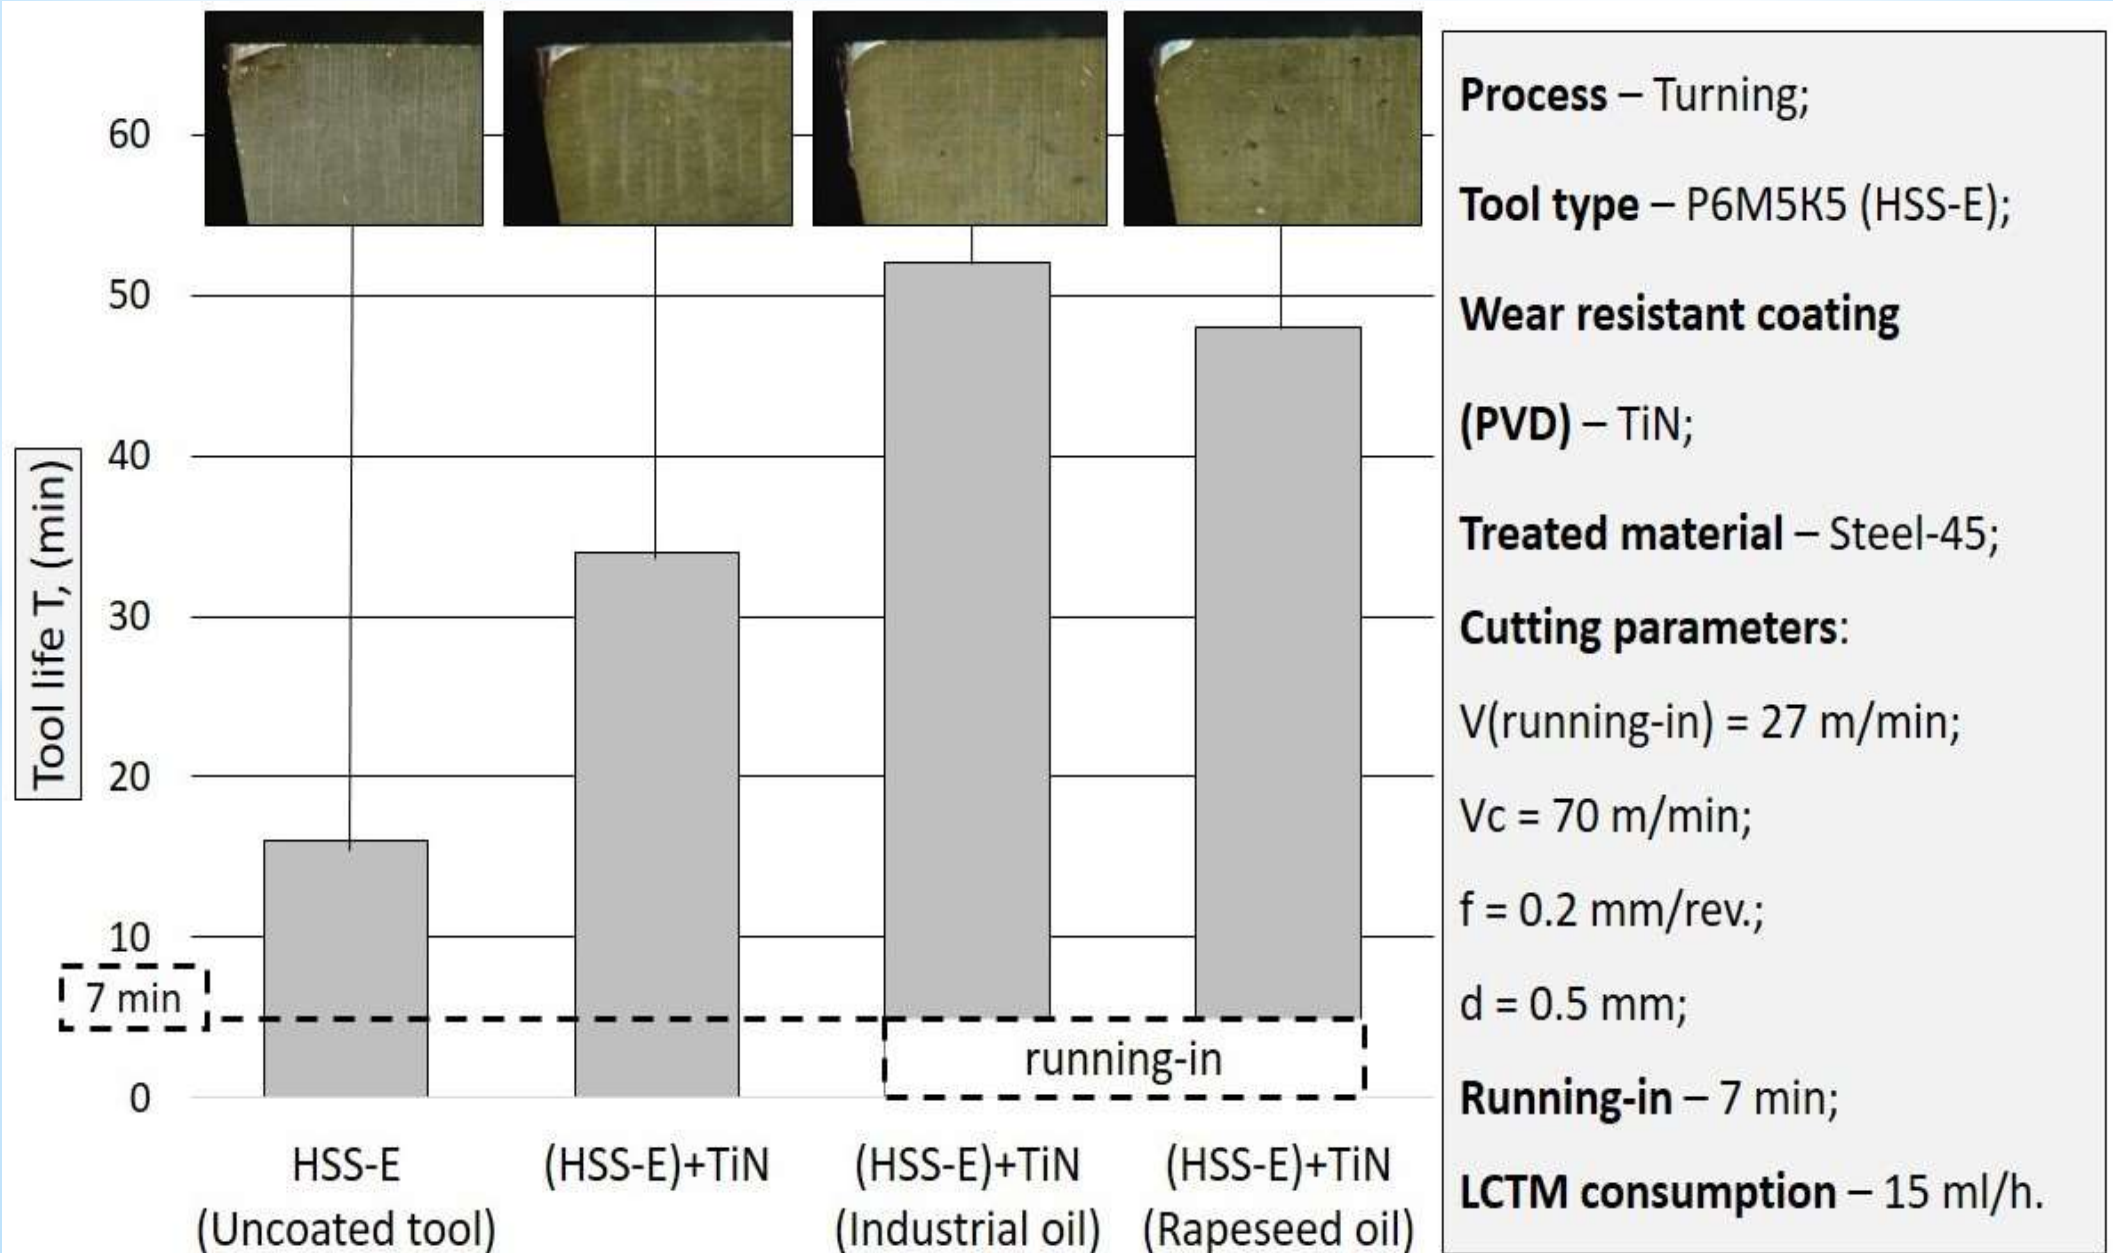 60
50
40
30
20
10
0
Tool life T, (min)
7 min
running-in
HSS-E
(Uncoated tool)
(HSS-E)+TiN
(HSS-E)+TiN
(Industrial oil)
(HSS-E)+TiN
(Rapeseed oil)
Process – Turning;
Tool type – P6M5K5 (HSS-E);
Wear resistant coating
(PVD) – TiN;
Treated material – Steel-45;
Cutting parameters:
V(running-in) = 27 m/min;
Vc = 70 m/min;
f = 0.2 mm/rev.;
d = 0.5 mm;
Running-in – 7 min;
LCTM consumption – 15 ml/h.